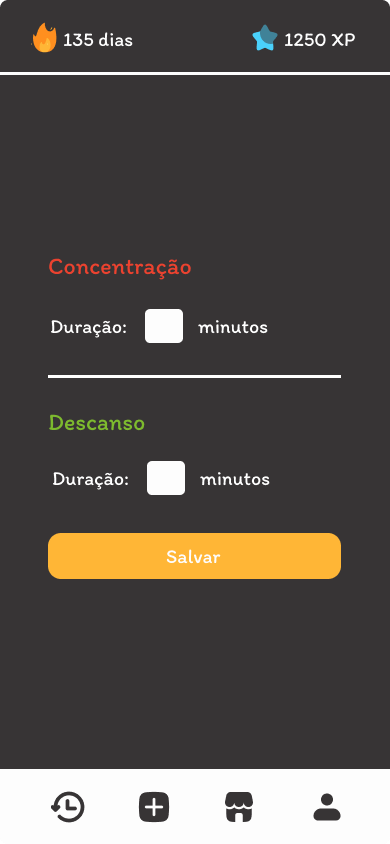 135 dias
1250 XP
Concentração
Duração: minutos
Descanso
Duração: minutos
Salvar